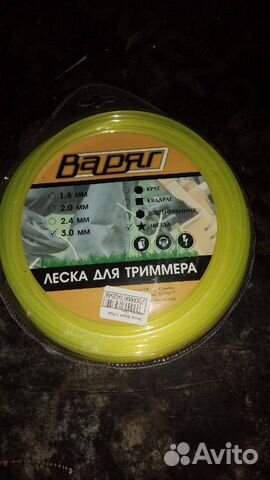 Варяг
1.6 мм
2.0 мм
2.4 мм
3.0 мм
круг
квадрат
звезда
леска для триммера
Avito